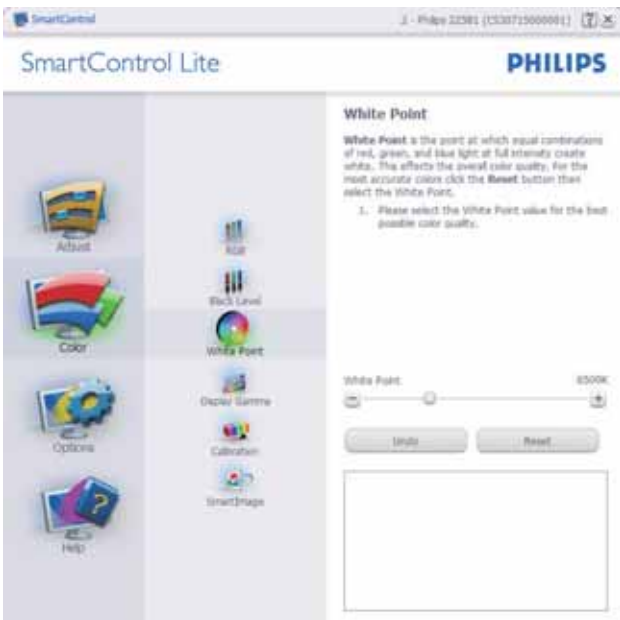 SmartControl
2 - Philips 223E1 (CS30715000001)
SmartControl Lite
PHILIPS
Adjust
Color
Options
Help
RGB
Black Level
White Point
Display Gamma
Calibration
SmartImage
White Point
White Point is the point at which equal combinations
of red, green, and blue light at full intensity create
white. This effects the overall color quality. For the
most accurate colors click the Reset button then
select the White Point.
1. Please select the White Point value for the best
possible color quality.
White Point
6500K
Undo
Reset